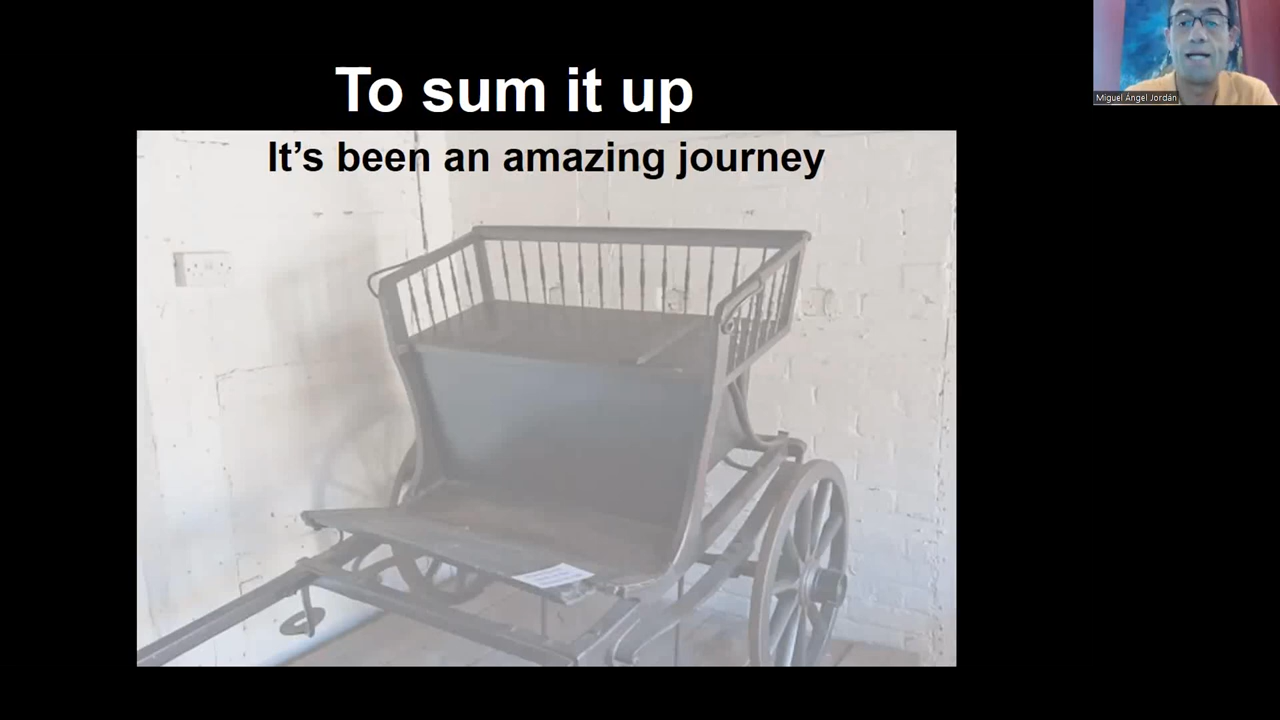 To sum it up
It’s been an amazing journey
Miguel Ángel Jordán